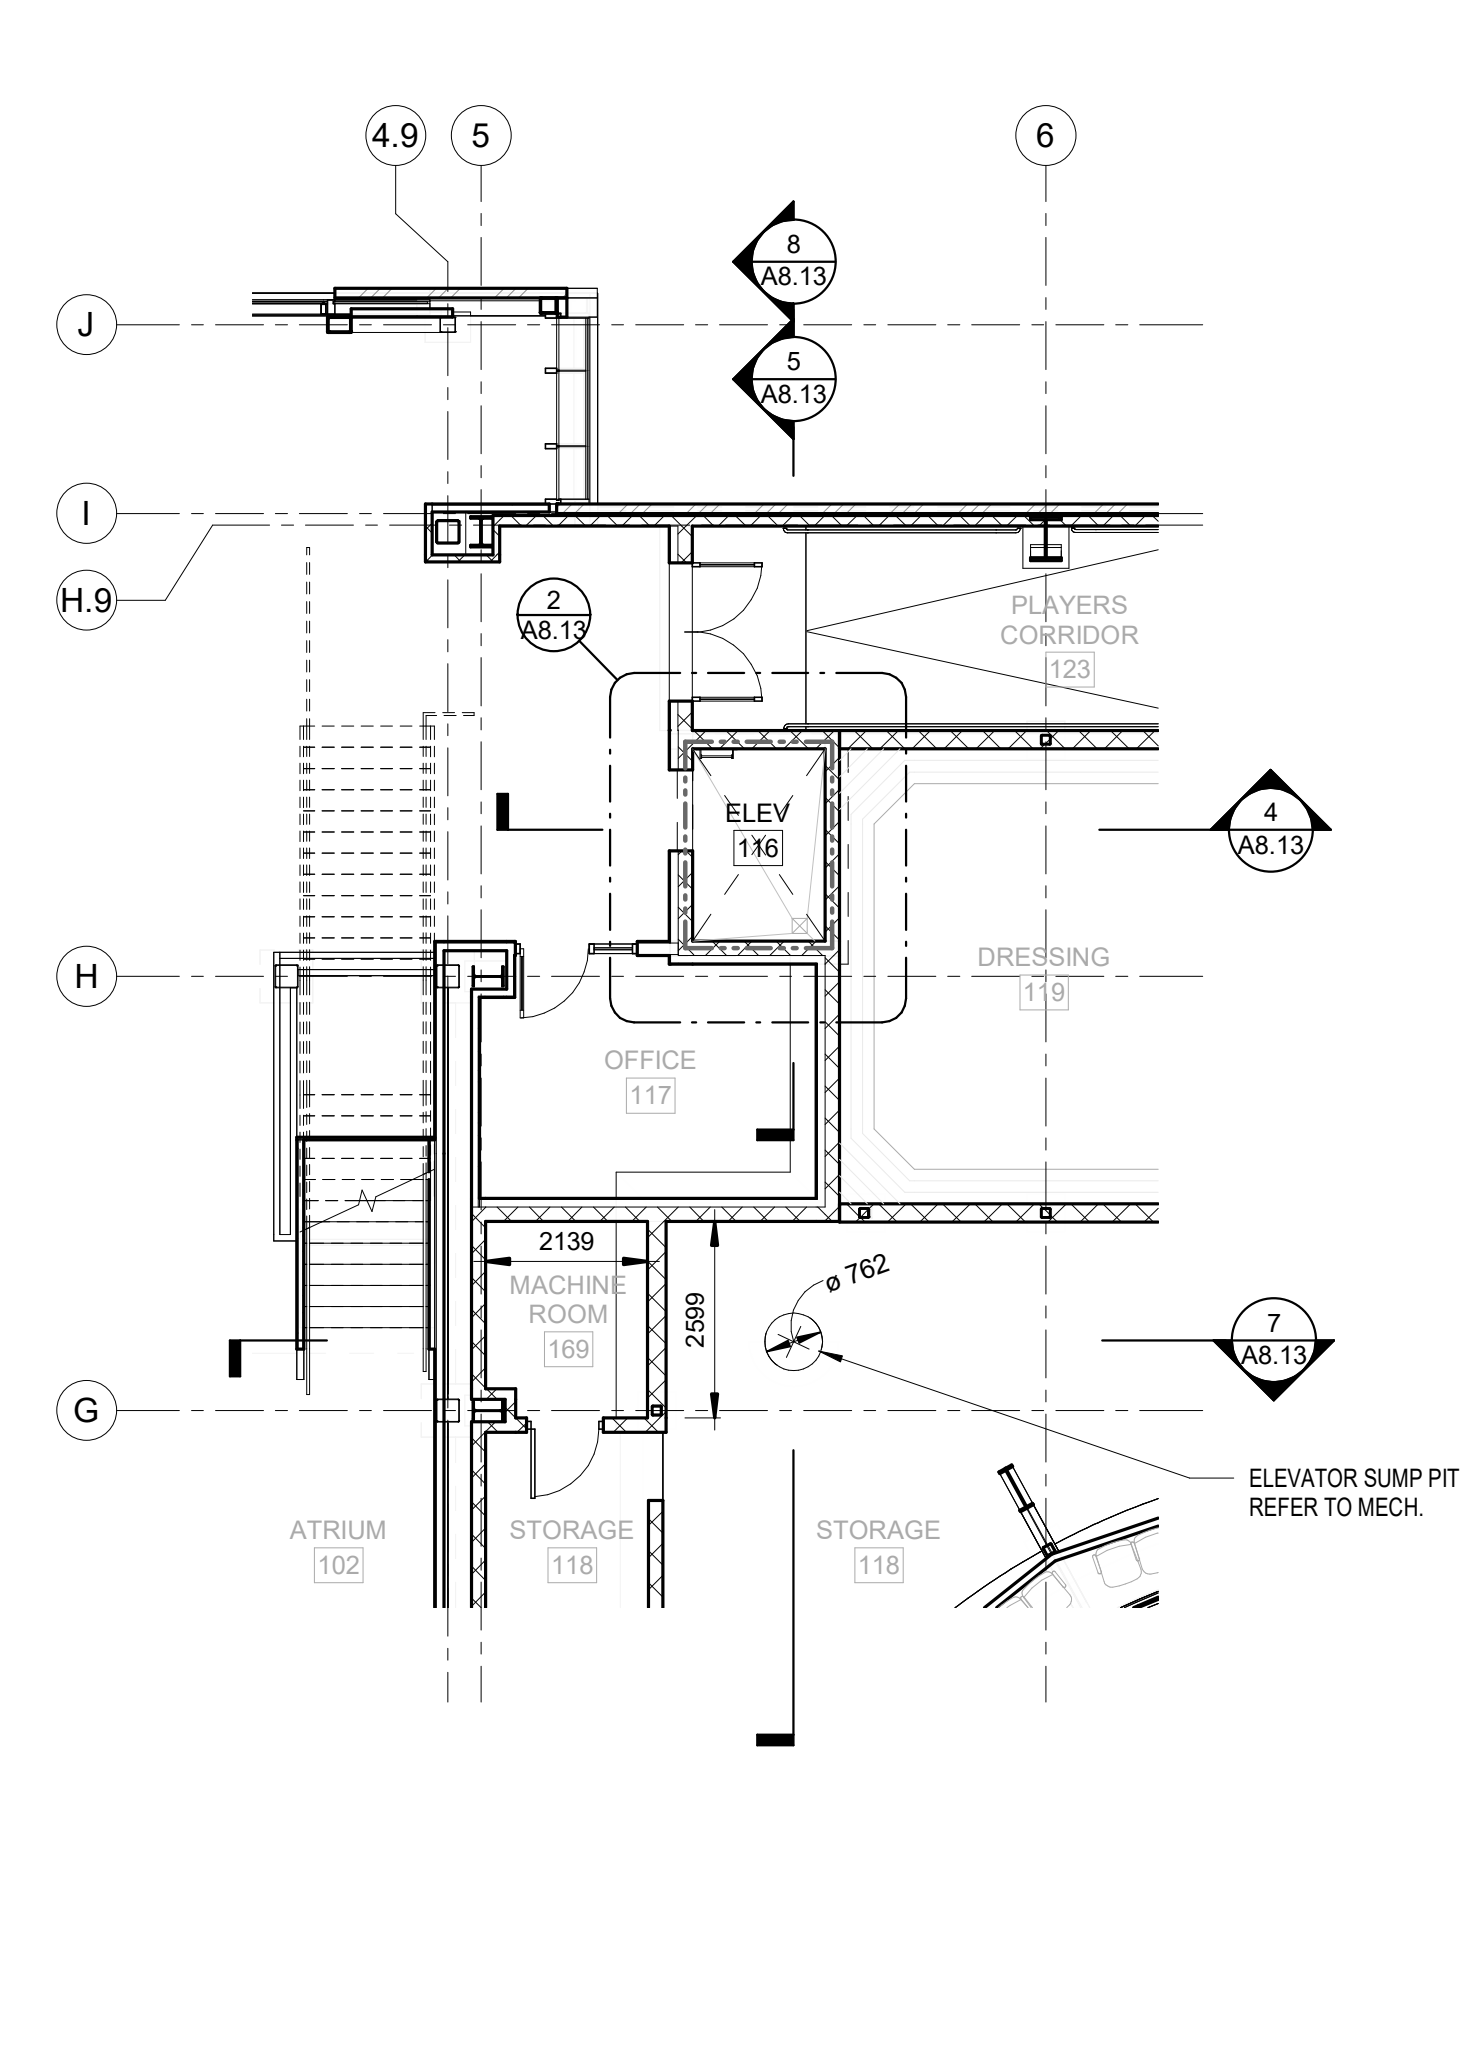 4.9
5
6
8
A8.13
J
5
A8.13
I
H.9
2
A8.13
PLAYERS
CORRIDOR
123
ELEV
116
4
A8.13
H
DRESSING
119
OFFICE
117
2139
MACHINE
ROOM
169
2599
ø 762
7
A8.13
G
ELEVATOR SUMP PIT
REFER TO MECH.
ATRIUM
102
STORAGE
118
STORAGE
118